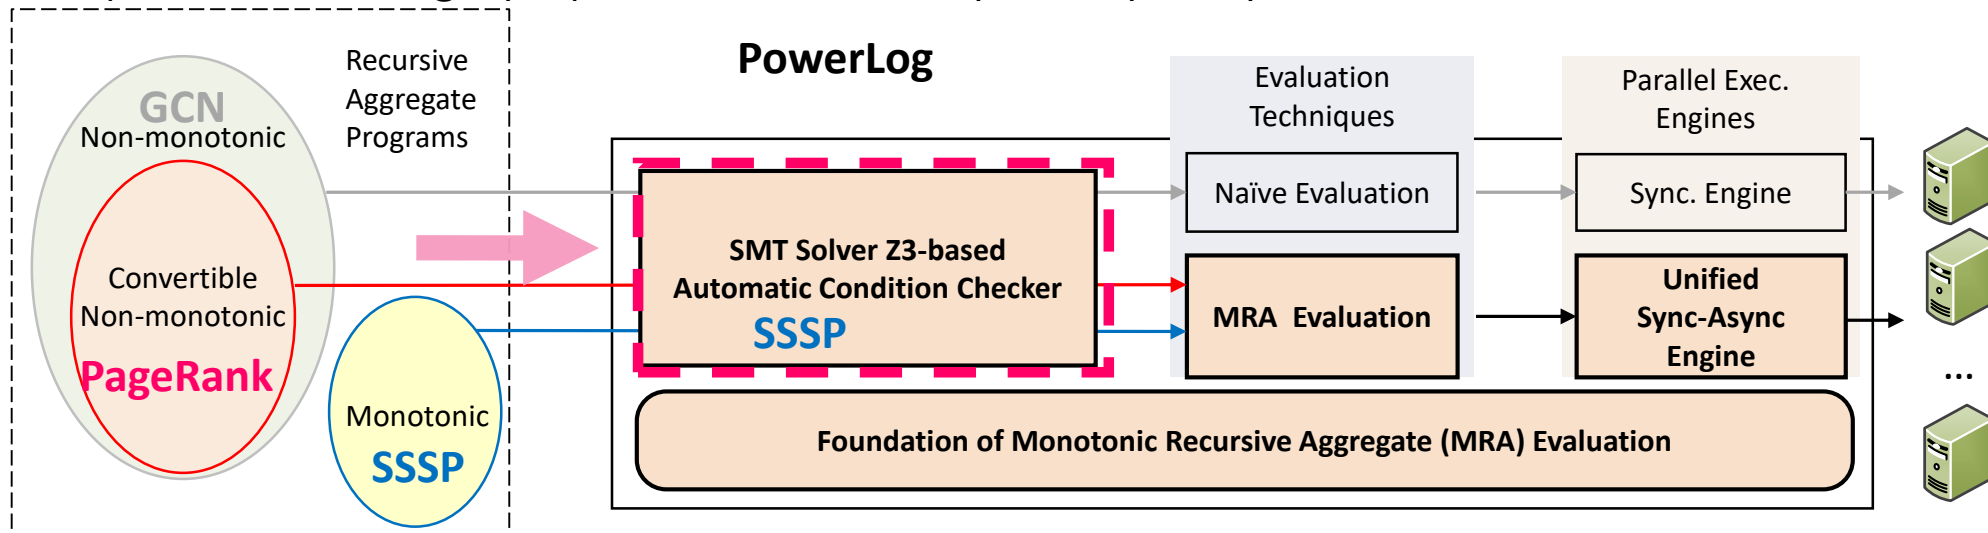 Recursive
Aggregate
Programs
GCN
Non-monotonic
Convertible
Non-monotonic
PageRank
Monotonic
SSSP
PowerLog
SMT Solver Z3-based
Automatic Condition Checker
SSSP
Evaluation
Techniques
Naïve Evaluation
MRA Evaluation
Parallel Exec.
Engines
Sync. Engine
Unified
Sync-Async
Engine
...
Foundation of Monotonic Recursive Aggregate (MRA) Evaluation